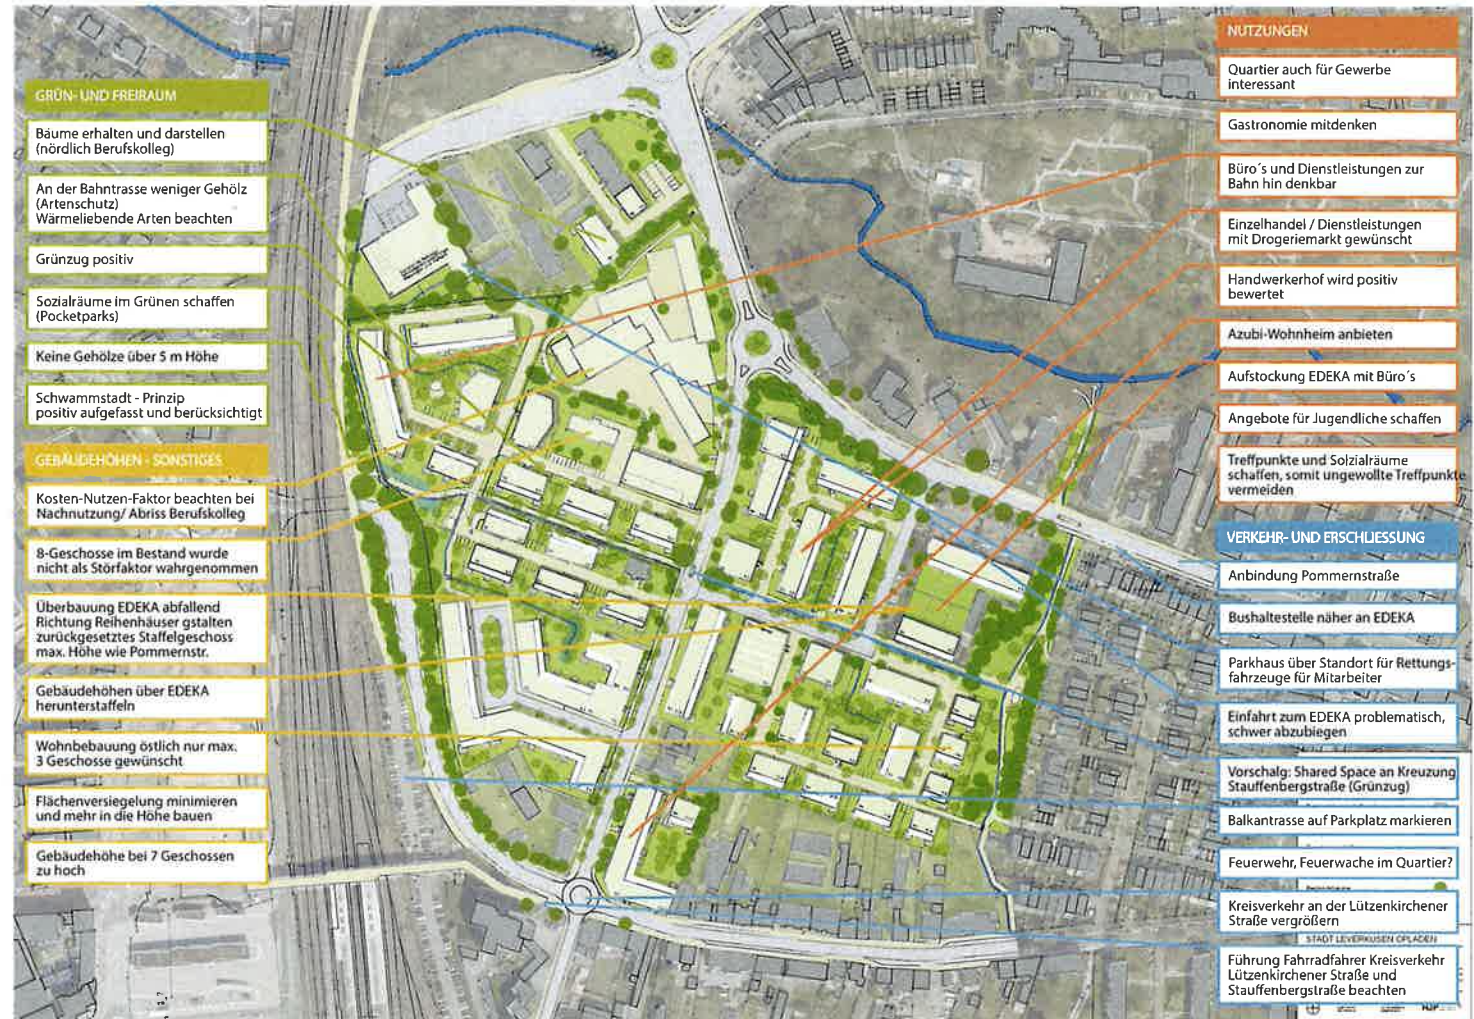 GRÜN- UND FREIRAUM
Bäume erhalten und darstellen
(nördlich Berufskolleg)
An der Bahntrasse weniger Gehölz
(Artenschutz)
Wärmeliebende Arten beachten
Grünzug positiv
Sozialräume im Grünen schaffen
(Pocketparks)
Keine Gehölze über 5 m Höhe
Schwammstadt - Prinzip
positiv aufgefasst und berücksichtigt
GEBÄUDEHÖHEN - SONSTIGES
Kosten-Nutzen-Faktor beachten bei
Nachnutzung/ Abriss Berufskolleg
8-Geschosse im Bestand wurde
nicht als Störfaktor wahrgenommen
Überbauung EDEKA abfallend
Richtung Reihenhäuser gstalten
zurückgesetztes Staffelgeschoss
max. Höhe wie Pommernstr.
Gebäudehöhen über EDEKA
herunterstaffeln
Wohnbebauung östlich nur max.
3 Geschosse gewünscht
Flächenversiegelung minimieren
und mehr in die Höhe bauen
Gebäudehöhe bei 7 Geschossen
zu hoch
NUTZUNGEN
Quartier auch für Gewerbe
interessant
Gastronomie mitdenken
Büro´s und Dienstleistungen zur
Bahn hin denkbar
Einzelhandel / Dienstleistungen
mit Drogeriemarkt gewünscht
Handwerkerhof wird positiv
bewertet
Azubi-Wohnheim anbieten
Aufstockung EDEKA mit Büro´s
Angebote für Jugendliche schaffen
Treffpunkte und Solzialräume
schaffen, somit ungewollte Treffpunkte
vermeiden
VERKEHR- UND ERSCHLIESSUNG
Anbindung Pommernstraße
Bushaltestelle näher an EDEKA
Parkhaus über Standort für Rettungs-
fahrzeuge für Mitarbeiter
Einfahrt zum EDEKA problematisch,
schwer abzubiegen
Vorschalg: Shared Space an Kreuzung
Stauffenbergstraße (Grünzug)
Balkantrasse auf Parkplatz markieren
Feuerwehr, Feuerwache im Quartier?
Kreisverkehr an der Lützenkirchener
Straße vergrößern
STADT LEVERKUSEN OPLADEN
Führung Fahrradfahrer Kreisverkehr
Lützenkirchener Straße und
Stauffenbergstraße beachten